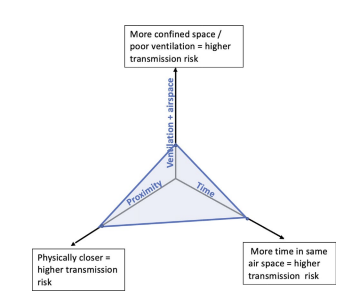 More confined space /
poor ventilation = higher
transmission risk
Ventilation + airspace
Proximity
Time
Physically closer =
higher transmission
risk
More time in same
air space = higher
transmission risk